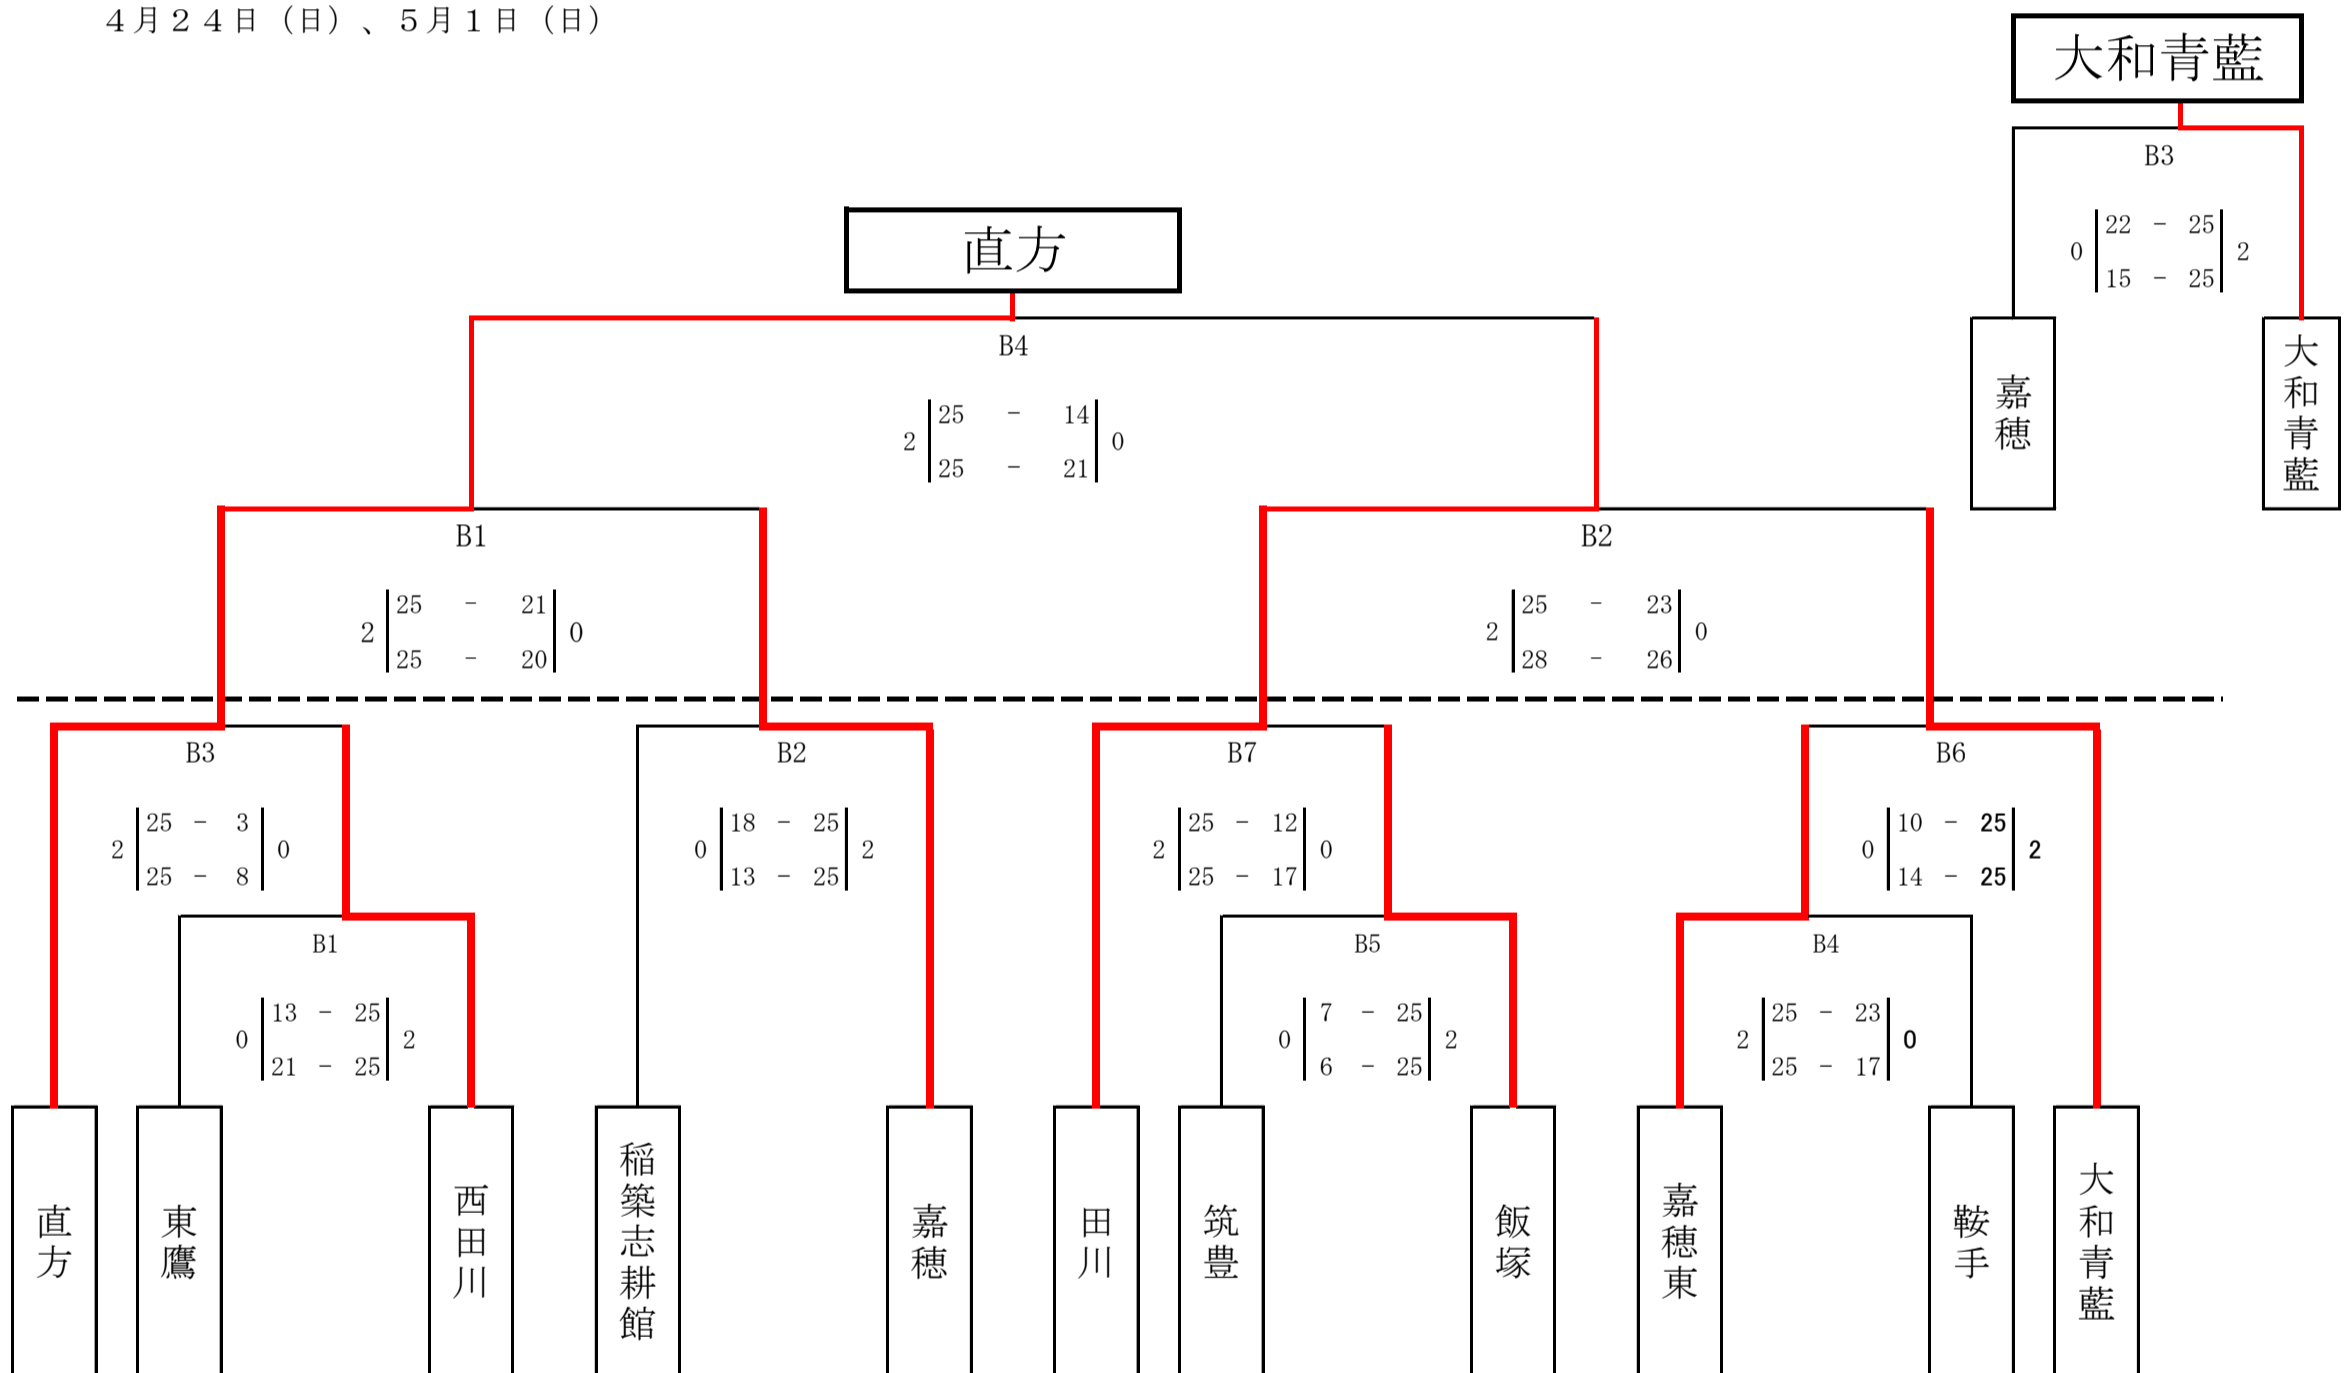 ４月２４日（日）、５月１日（日）
大和青藍
B3
22 － 25
0 2
15 － 25
嘉穂
大和青藍
直方
B4
25 － 14
2 0
25 － 21
B1
25 － 21
2 0
25 － 20
B2
25 － 23
2 0
28 － 26
B3
25 － 3
2 0
25 － 8
B2
18 － 25
0 2
13 － 25
B7
25 － 12
2 0
25 － 17
B6
10 － 25
0 2
14 － 25
B1
13 － 25
0 2
21 － 25
B5
7 － 25
0 2
6 － 25
B4
25 － 23
2 0
25 － 17
直方
東鷹
西田川
稲築志耕館
嘉穂
田川
筑豊
飯塚
嘉穂東
鞍手
大和青藍